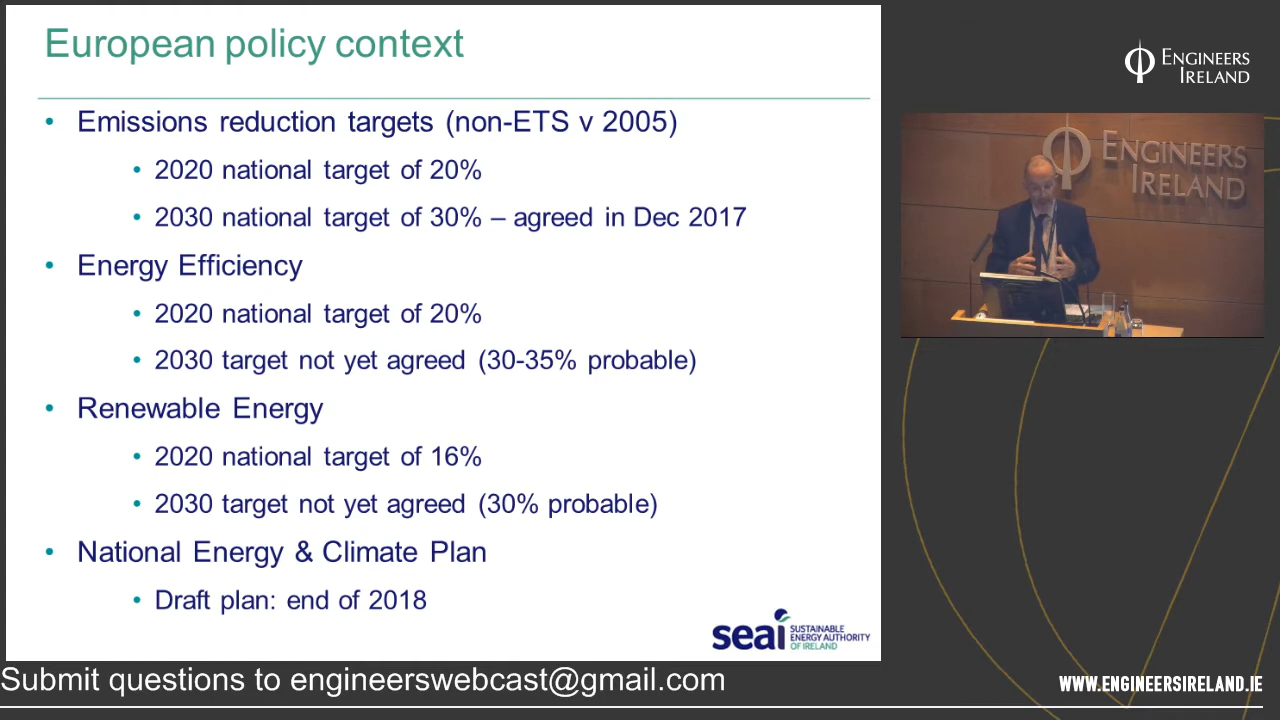 European policy context
• Emissions reduction targets (non-ETS v 2005)
• 2020 national target of 20%
• 2030 national target of 30% – agreed in Dec 2017
• Energy Efficiency
• 2020 national target of 20%
• 2030 target not yet agreed (30-35% probable)
• Renewable Energy
• 2020 national target of 16%
• 2030 target not yet agreed (30% probable)
• National Energy & Climate Plan
• Draft plan: end of 2018
seai SUSTAINABLE
ENERGY AUTHORITY
OF IRELAND
ENGINEERS
IRELAND
ENGINEERS
IRELAND
Submit questions to engineerswebcast@gmail.com
WWW.ENGINEERSIRELAND.IE